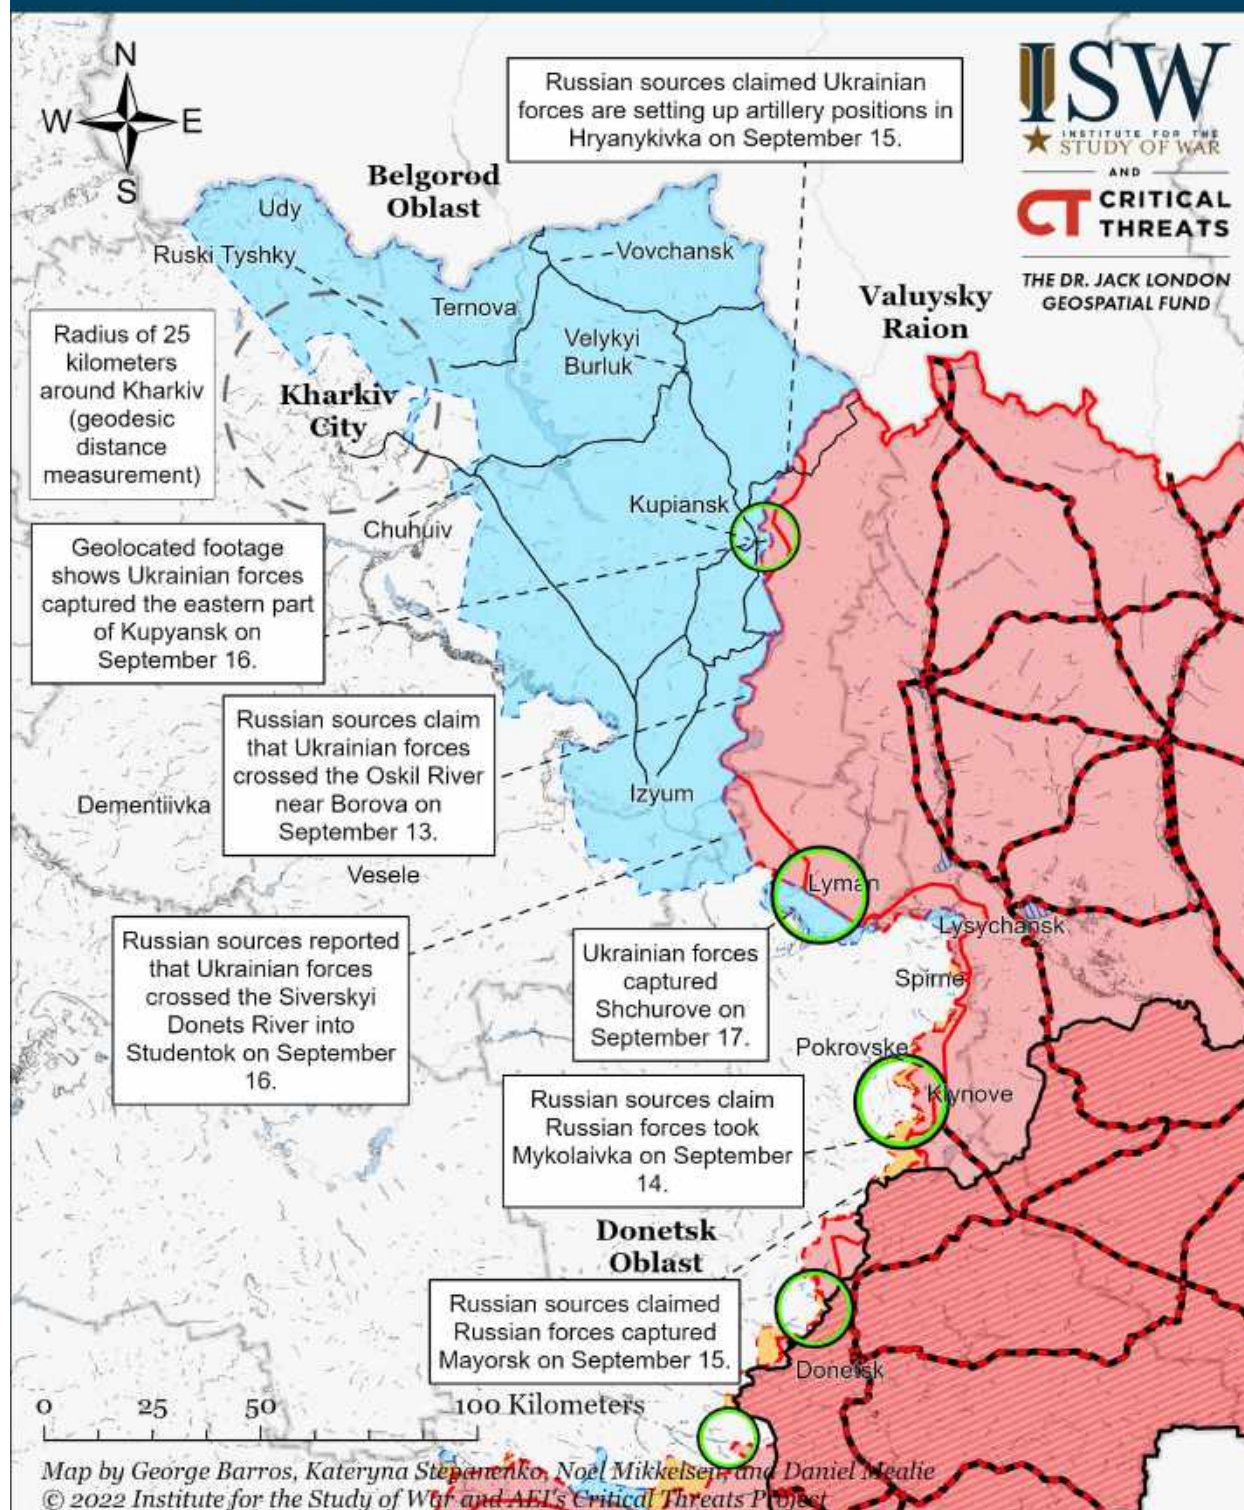 N
W
E
S
Russian sources claimed Ukrainian
forces are setting up artillery positions in
Hryanykivka on September 15.
ISW
INSTITUTE FOR THE
STUDY OF WAR
AND
CT CRITICAL
THREATS
THE DR. JACK LONDON
GEOSPATIAL FUND
Belgorod
Oblast
Udy
Ruski Tyshky
Vovchansk
Ternova
Valuysky
Raion
Velykyi
Burluk
Radius of 25
kilometers
around Kharkiv
(geodesic
distance
measurement)
Kharkiv
City
Kupiansk
Chuhuiv
Geolocated footage
shows Ukrainian forces
captured the eastern part
of Kupyansk on
September 16.
Russian sources claim
that Ukrainian forces
crossed the Oskil River
near Borova on
September 13.
Izyum
Dementiivka
Vesele
Lyman
Lysychansk
Russian sources reported
that Ukrainian forces
crossed the Siverskyi
Donets River into
Studentok on September
16.
Ukrainian forces
captured
Shchurove on
September 17.
Spirne
Pokrovske
Klynove
Russian sources claim
Russian forces took
Mykolaivka on September
14.
Donetsk
Oblast
Russian sources claimed
Russian forces captured
Mayorsk on September 15.
Donetsk
0 25 50 100 Kilometers
Map by George Barros, Kateryna Stepanenko, Noel Mikkelsen, and Daniel Mealie
© 2022 Institute for the Study of War and AEI's Critical Threats Project